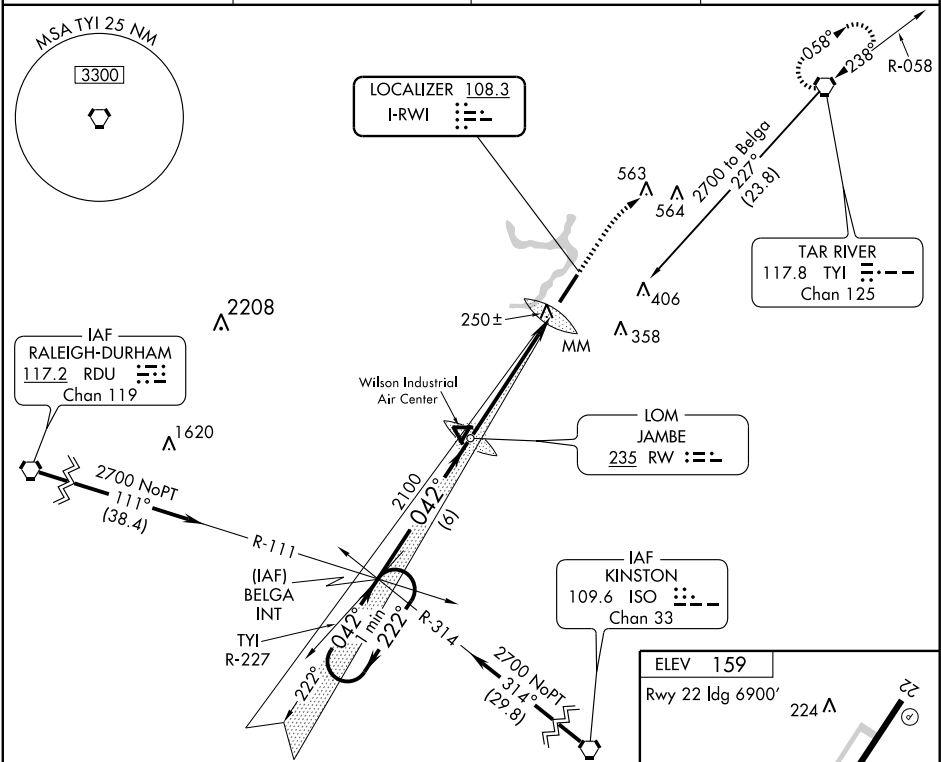 MSA TYI 25 NM
3300
LOCALIZER 108.3
I-RWI
058°
238°
R-058
2700 to Belga
227°
(23.8)
563
564
TAR RIVER
117.8 TYI
Chan 125
406
358
250±
MM
2208
IAF
RALEIGH-DURHAM
117.2 RDU
Chan 119
1620
Wilson Industrial
Air Center
LOM
JAMBE
235 RW
2100
042°
(6)
2700 NoPT
111°
(38.4)
R-111
(IAF)
BELGA
INT
TYI
R-227
042°
1 min
222°
222°
R-314
2700 NoPT
314°
(29.8)
IAF
KINSTON
109.6 ISO
Chan 33
ELEV 159
Rwy 22 ldg 6900'
224
22
P